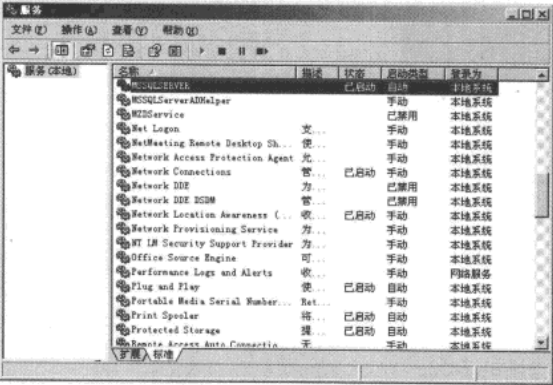 服务
文件(F) 操作(A) 查看(V) 帮助(H)
服务(本地)
名称 描述 状态 启动类型 登录为
MSSQLSERVER 已启动 自动 本地系统
MSSQLServerADHelper 手动 本地系统
MZDService 已禁用 本地系统
Net Logon 支... 手动 本地系统
NetMeeting Remote Desktop Sh... 使... 手动 本地系统
Network Access Protection Agent 允... 手动 本地系统
Network Connections 管... 已启动 手动 本地系统
Network DDE 为... 已禁用 本地系统
Network DDE DSDM 管... 已禁用 本地系统
Network Location Awareness (... 收... 已启动 手动 本地系统
Network Provisioning Service 为... 手动 本地系统
NT LM Security Support Provider 为... 手动 本地系统
Office Source Engine 可... 手动 本地系统
Performance Logs and Alerts 收... 手动 网络服务
Plug and Play 使... 已启动 自动 本地系统
Portable Media Serial Number... Ret... 手动 本地系统
Print Spooler 将... 已启动 自动 本地系统
Protected Storage 提... 已启动 自动 本地系统
Remote Access Auto Connectio... 无... 手动 本地系统
扩展 标准